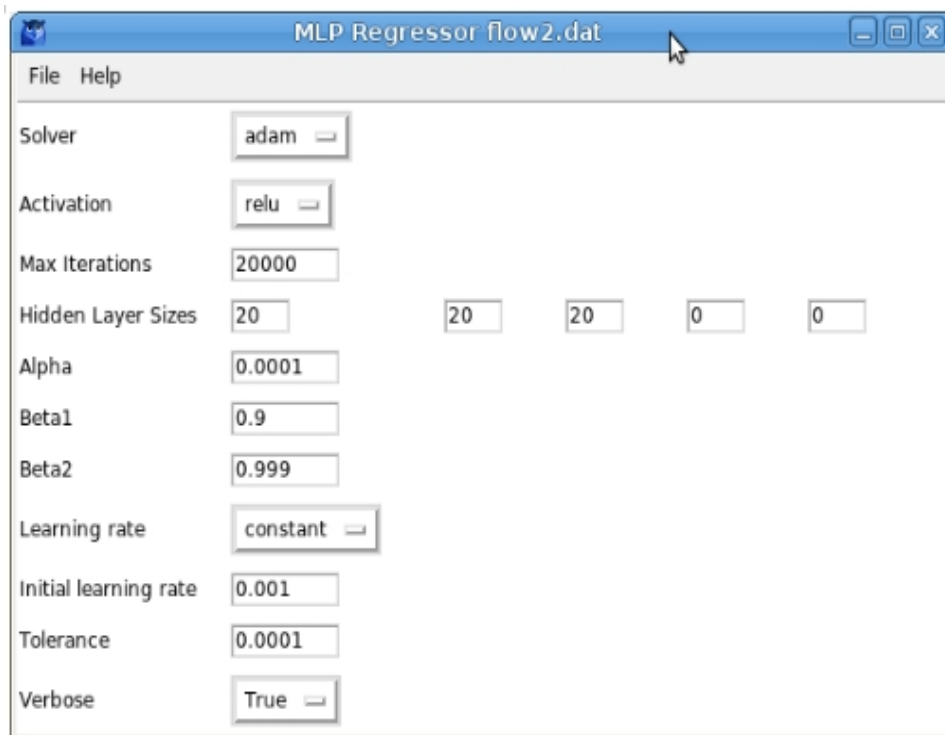 MLP Regressor flow2.dat
File Help
Solver adam
Activation relu
Max Iterations 20000
Hidden Layer Sizes 20 20 20 0 0
Alpha 0.0001
Beta1 0.9
Beta2 0.999
Learning rate constant
Initial learning rate 0.001
Tolerance 0.0001
Verbose True